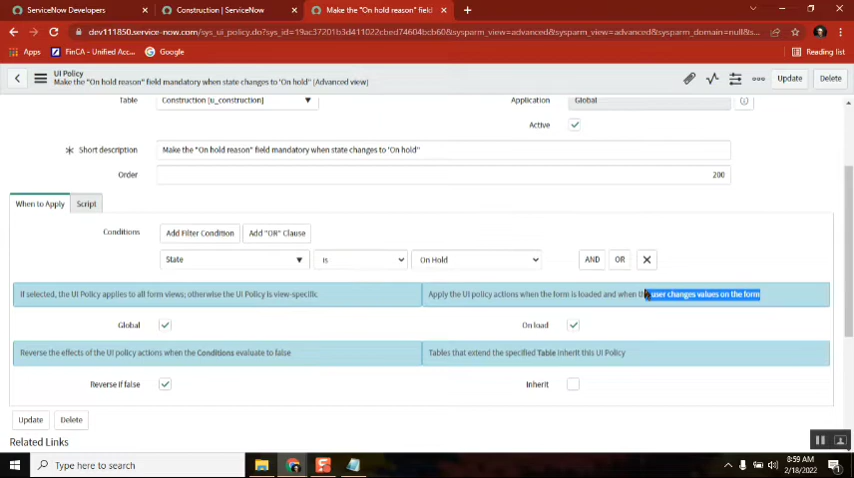 ServiceNow Developers
Construction | ServiceNow
Make the "On hold reason" field
dev111850.service-now.com/sys_ui_policy.do?sys_id=19ac37201b3d411022cbed74604bcb60&sysparm_view=advanced&sysparm_view=advanced&sysparm_domain=null&s...
Apps
FinCA - Unified Acc...
Google
Reading list
UI Policy
Make the "On hold reason" field mandatory when state changes to 'On hold" (Advanced view)
Update
Delete
Table
Construction [u_construction]
Application
Global
Active
Short description
Make the "On hold reason" field mandatory when state changes to 'On hold"
Order
200
When to Apply
Script
Conditions
Add Filter Condition
Add "OR" Clause
State
is
On Hold
AND
OR
If selected, the UI Policy applies to all form views; otherwise the UI Policy is view-specific
Apply the UI policy actions when the form is loaded and when the user changes values on the form
Global
On load
Reverse the effects of the UI policy actions when the Conditions evaluate to false
Tables that extend the specified Table inherit this UI Policy
Reverse if false
Inherit
Update
Delete
Related Links
Type here to search
8:59 AM
2/18/2022